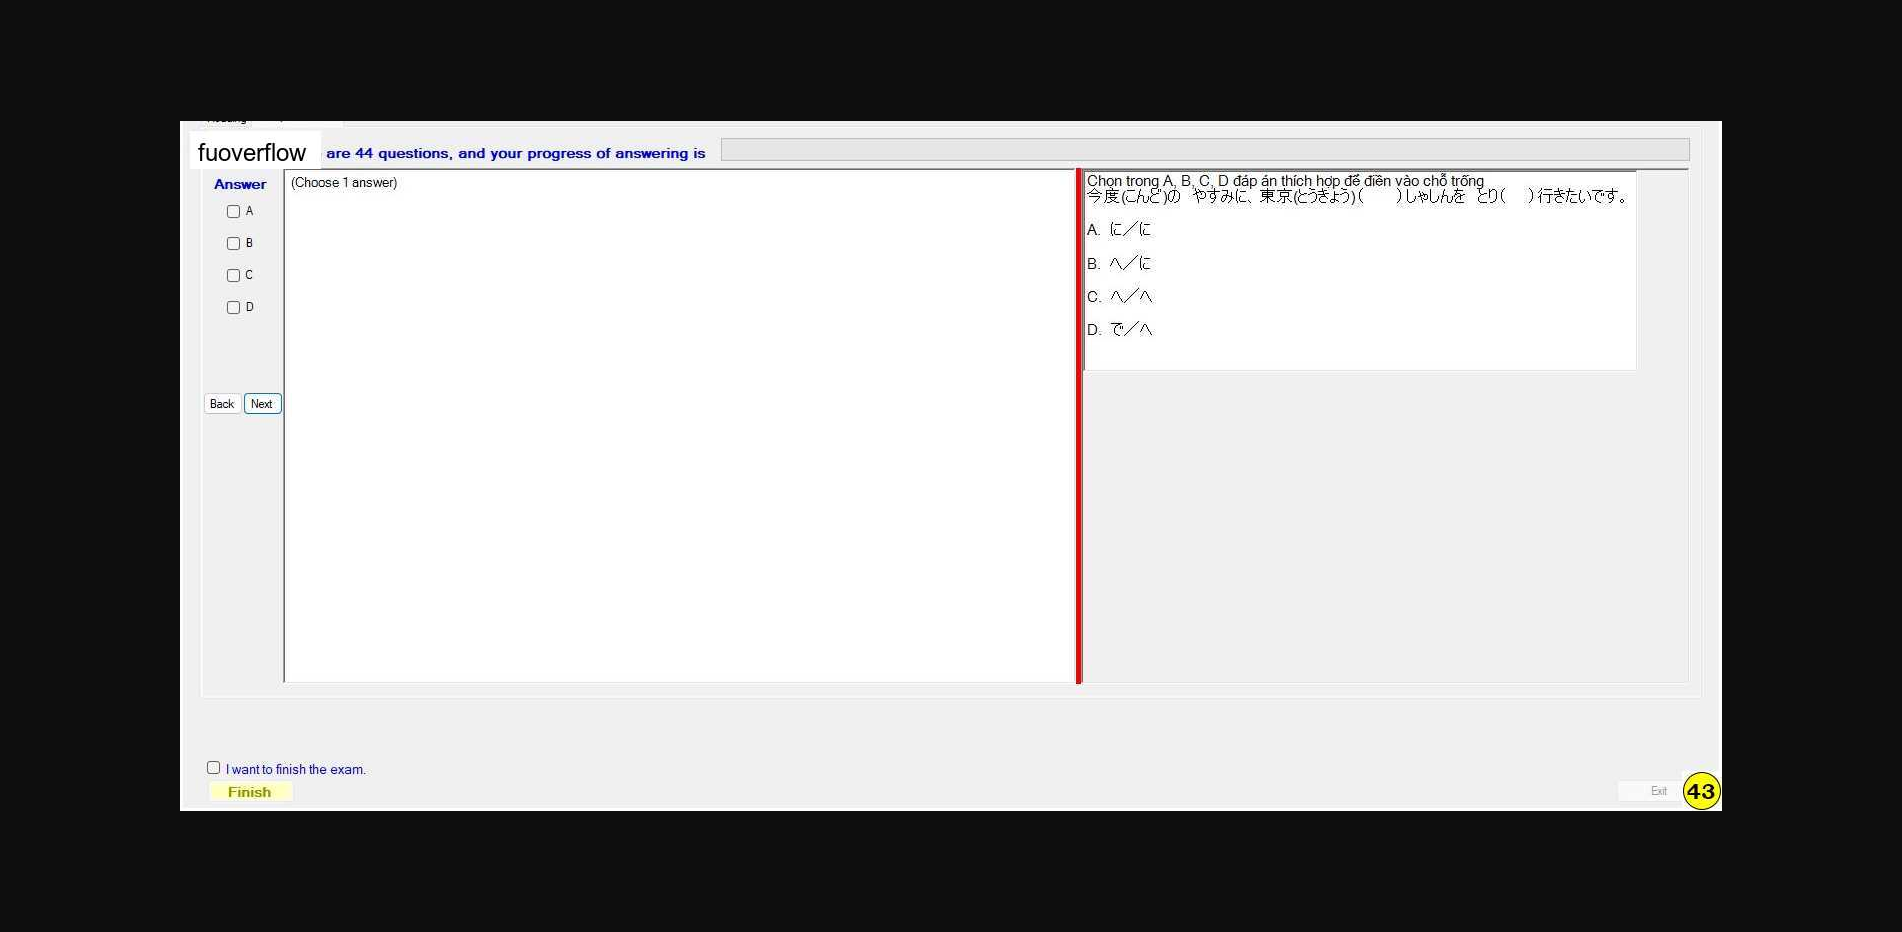 fuoverflow are 44 questions, and your progress of answering is
Answer
(Choose 1 answer)
A
B
C
D
Back Next
Chọn trong A, B, C, D đáp án thích hợp để điền vào chỗ trống
今度(こんど)の やすみに、東京(とうきょう)( )しゃしんを とり( )行きたいです。
A. に／に
B. へ／に
C. へ／へ
D. で／へ
I want to finish the exam.
Finish
Exit
43